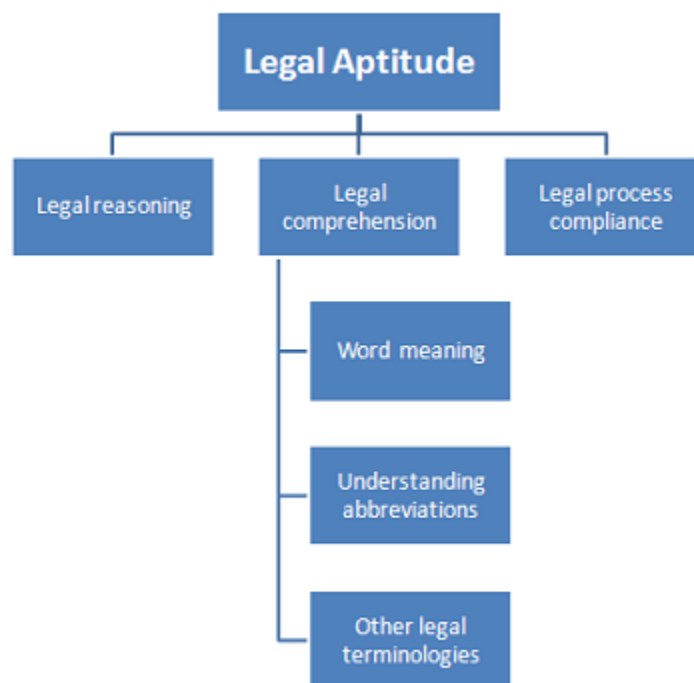 Legal Aptitude
Legal reasoning
Legal
comprehension
Legal process
compliance
Word meaning
Understanding
abbreviations
Other legal
terminologies